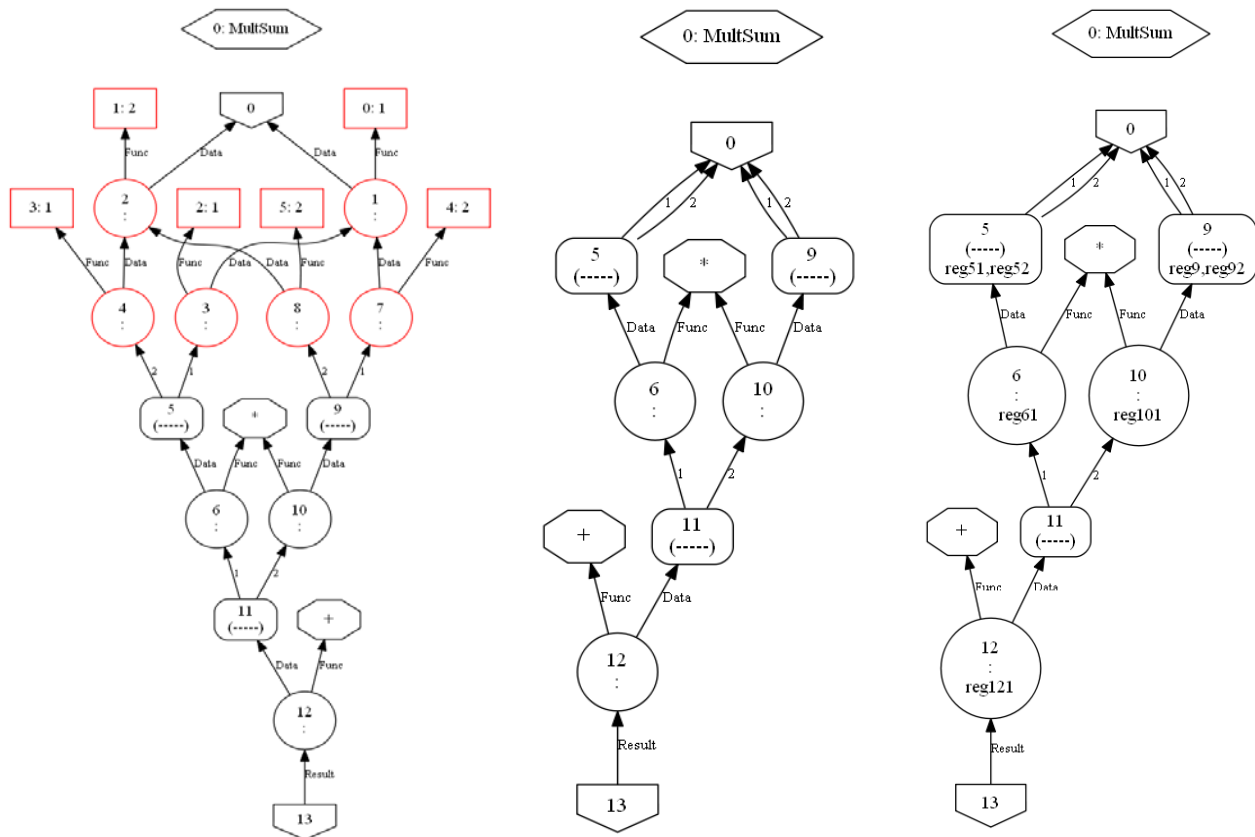 0: MultSum
1: 2
0
0: 1
Func
Data
Data
Func
3: 1
2
:
2: 1
5: 2
1
:
4: 2
Func
Data
Func
Data
Data
Func
Data
Func
4
:
3
:
8
:
7
:
2
1
2
1
5
(-----)
*
9
(-----)
Data
Func
Func
Data
6
:
10
:
1
2
11
(-----)
+
Data
Func
12
:
Result
13
0: MultSum
0
1
2
1
2
5
(-----)
*
9
(-----)
Data
Func
Func
Data
6
:
10
:
1
2
+
11
(-----)
Func
Data
12
:
Result
13
0: MultSum
0
1
2
1
2
5
(-----)
reg51,reg52
*
9
(-----)
reg9,reg92
Data
Func
Func
Data
6
:
reg61
10
:
reg101
1
2
+
11
(-----)
Func
Data
12
:
reg121
Result
13